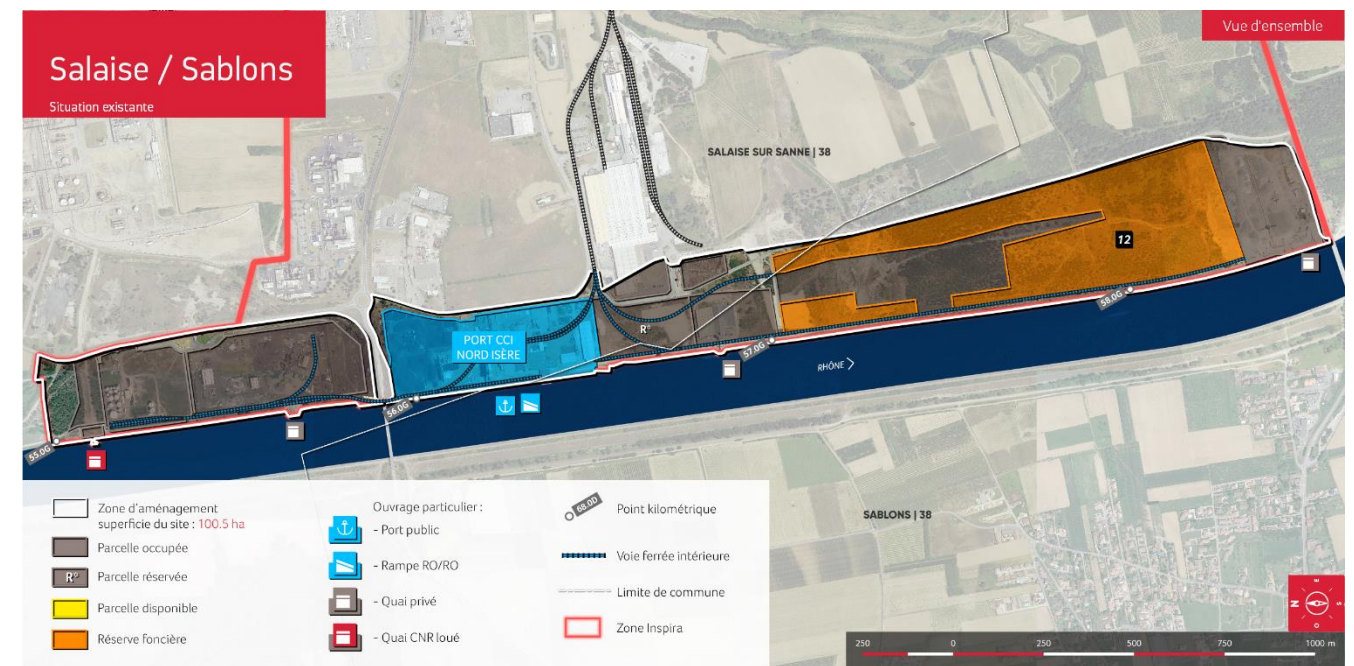 Salaise / Sablons
Situation existante
Vue d'ensemble
SALAISE SUR SANNE | 38
12
PORT CCI
NORD ISÈRE
R°
RHÔNE
55.0G
56.0G
57.0G
58.0G
SABLONS | 38
Zone d'aménagement
superficie du site : 100.5 ha
Parcelle occupée
R° Parcelle réservée
Parcelle disponible
Réserve foncière
Ouvrage particulier :
- Port public
- Rampe RO/RO
- Quai privé
- Quai CNR loué
68.0D Point kilométrique
Voie ferrée intérieure
Limite de commune
Zone Inspira
N
250 0 250 500 750 1000 m